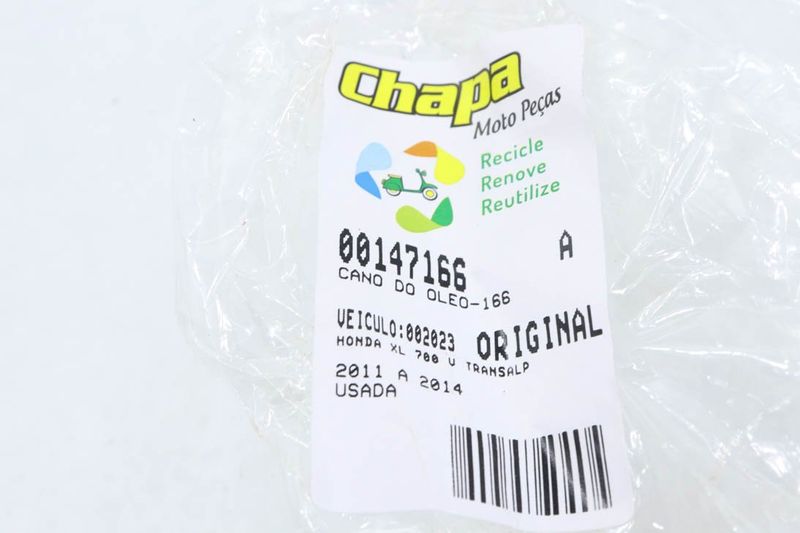 Chapa
Moto Peças
Recicle
Renove
Reutilize
00147166 A
CANO DO OLEO-166
VEICULO:002023 ORIGINAL
HONDA XL 700 V TRANSALP
2011 A 2014
USADA